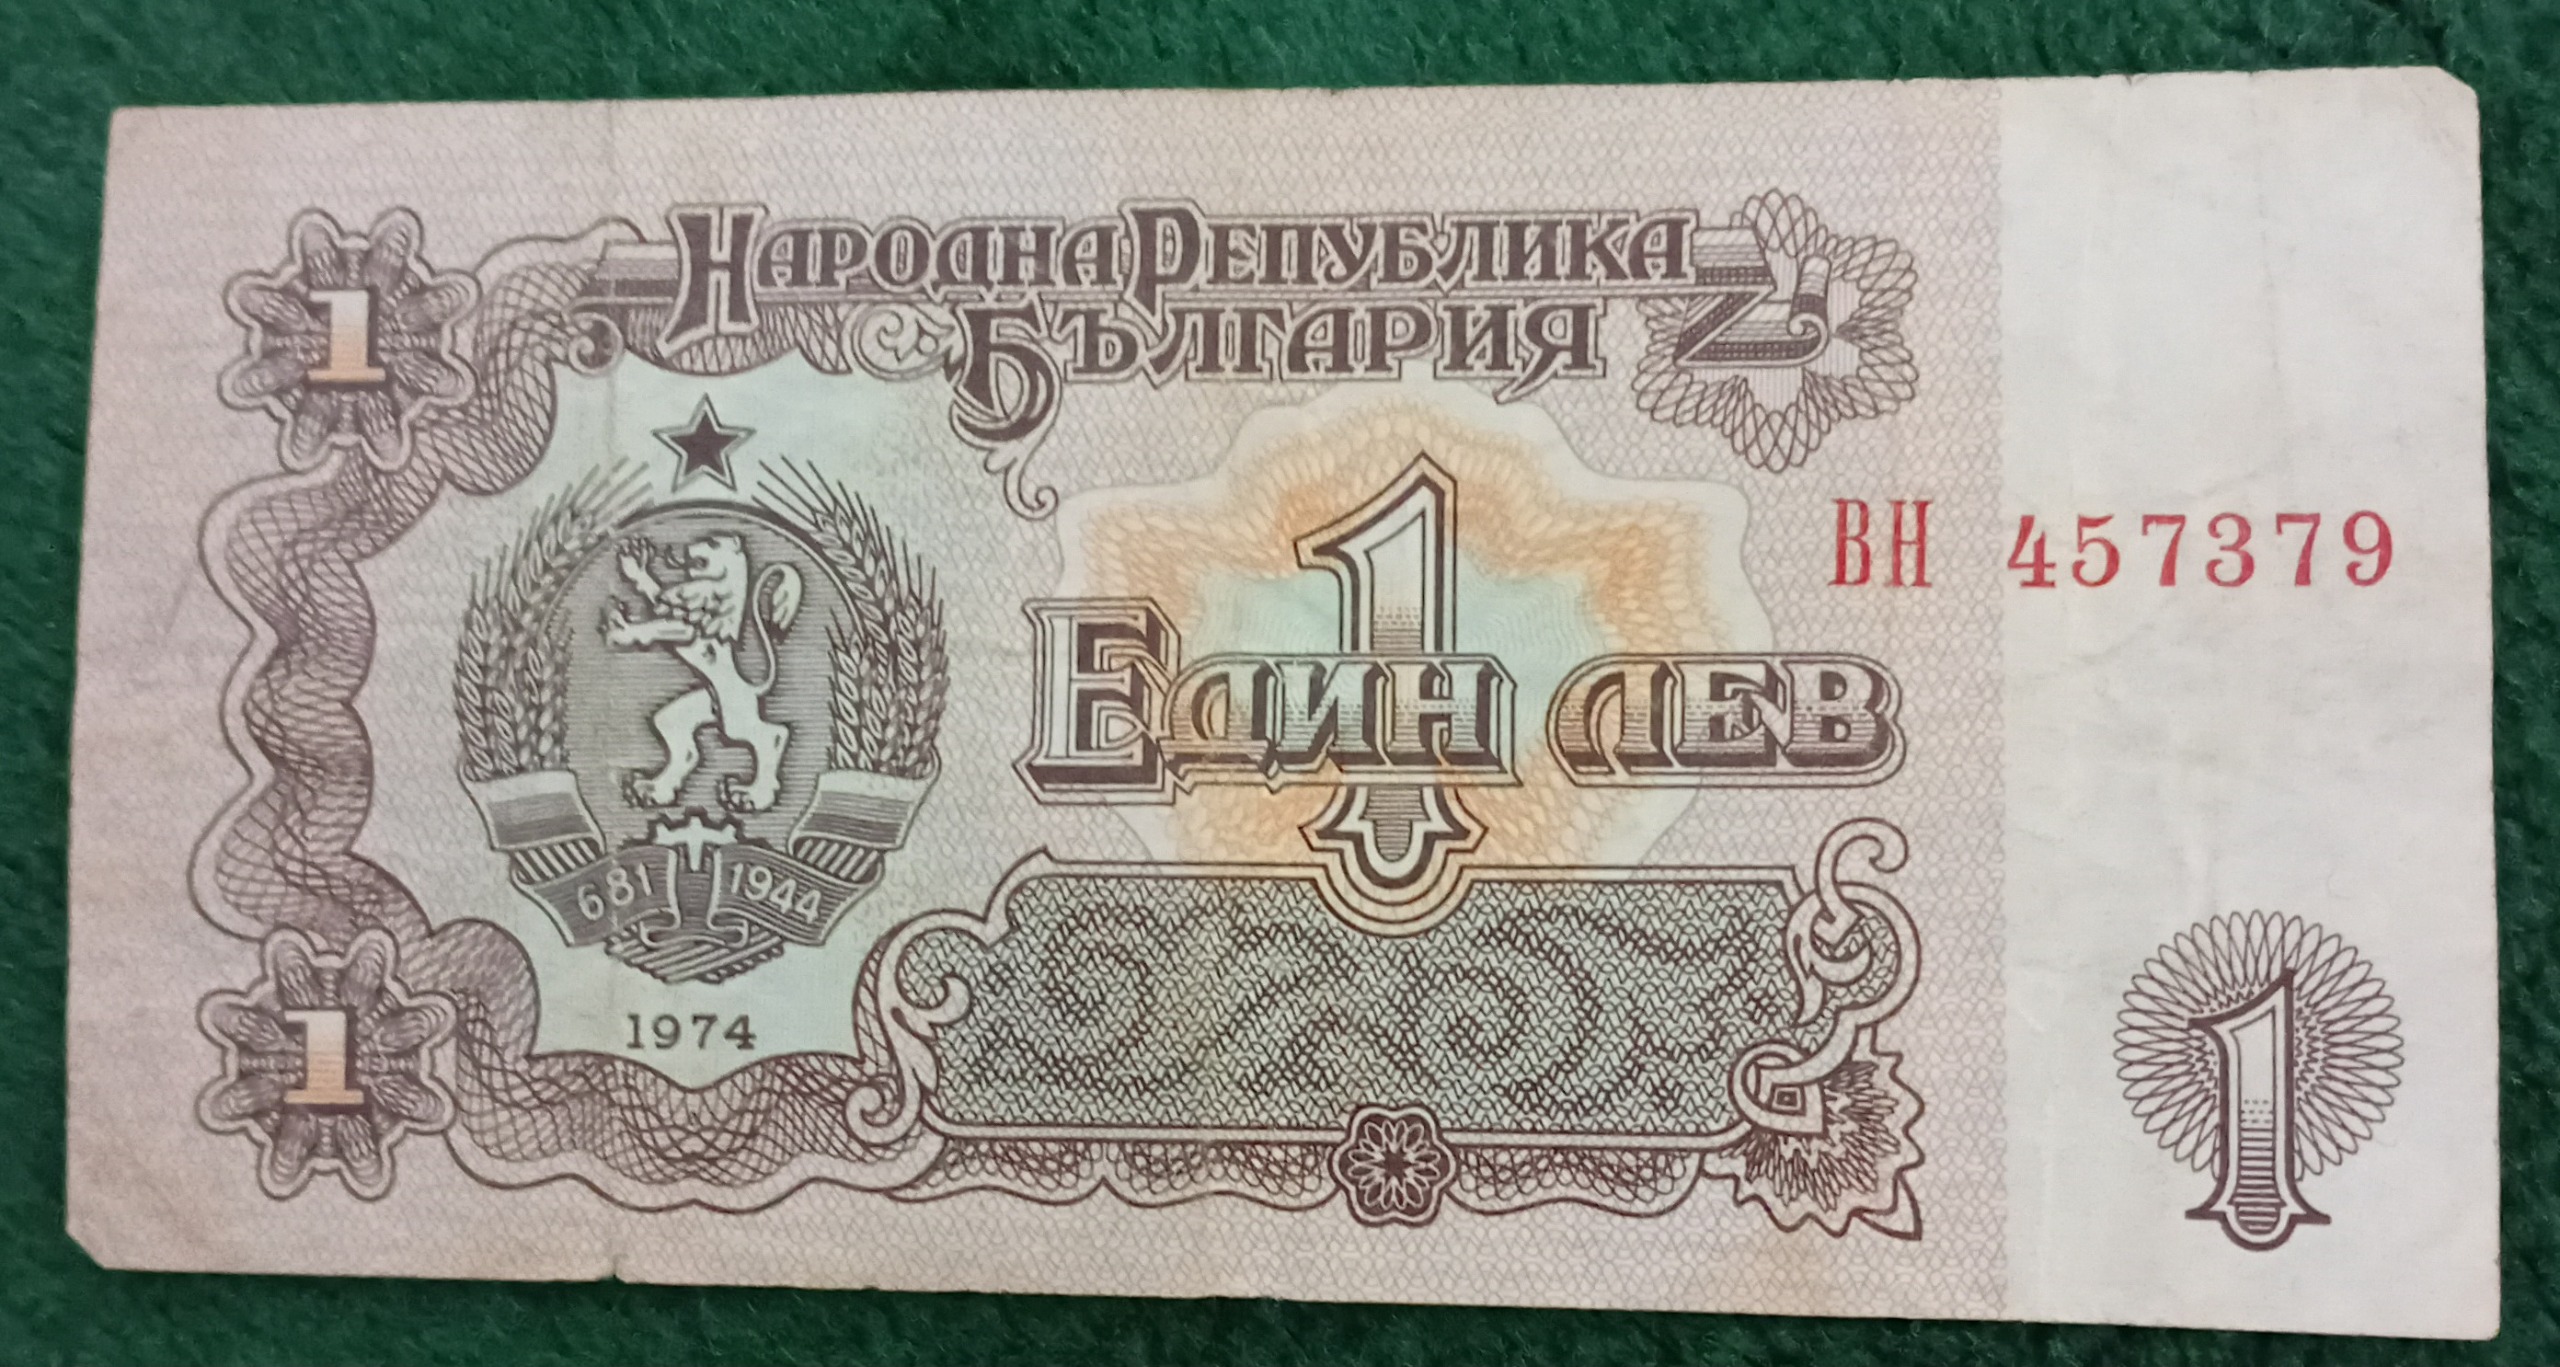 1
НАРОДНА РЕПУБЛИКА
БЪЛГАРИЯ
ВН 457379
1
ЕДИН ЛЕВ
681 1944
1974
1
1